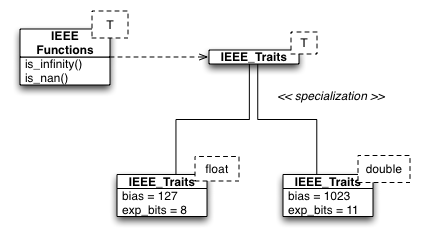 T
IEEE
Functions
is_infinity()
is_nan()
T
IEEE_Traits
<< specialization >>
float
IEEE_Traits
bias = 127
exp_bits = 8
double
IEEE_Traits
bias = 1023
exp_bits = 11